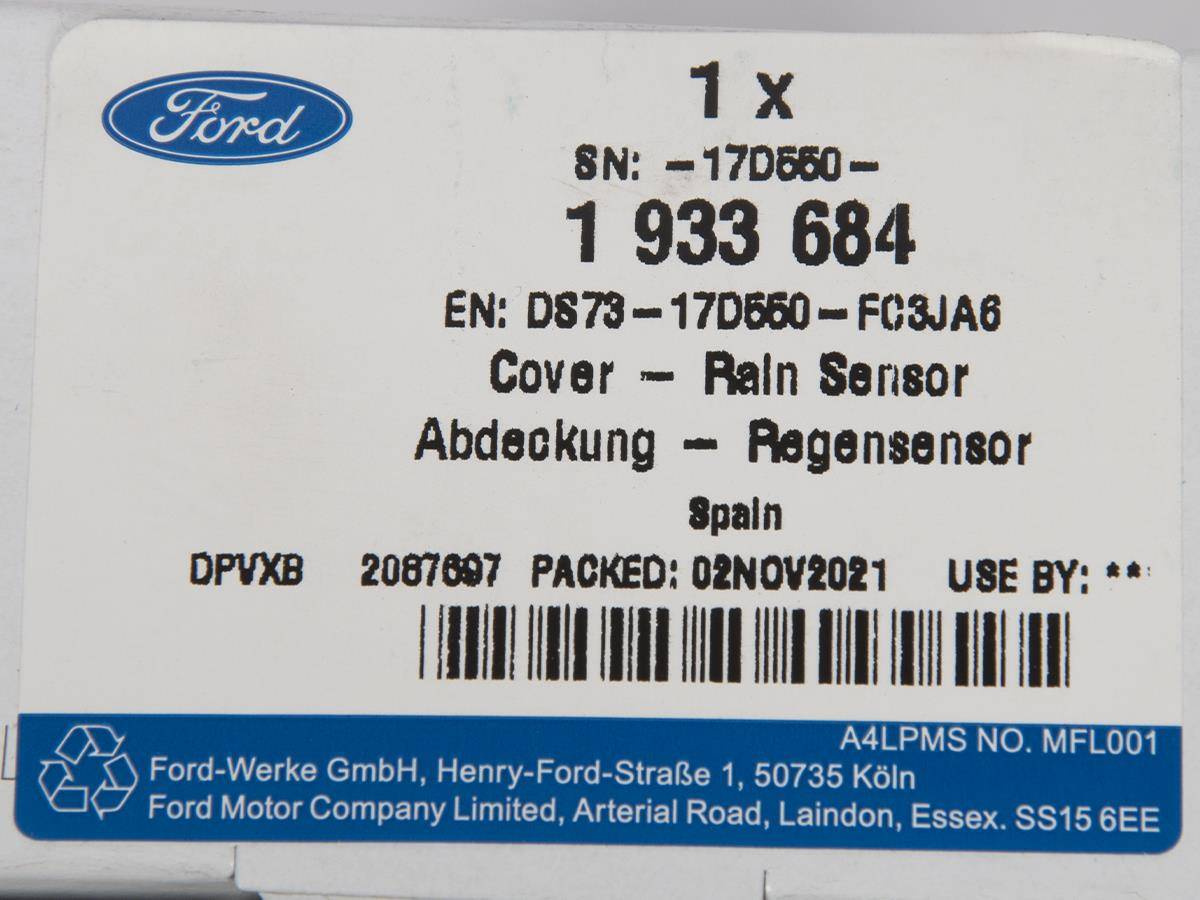 Ford
1 x
SN: -17D550-
1 933 684
EN: DS73-17D550-FC3JA6
Cover - Rain Sensor
Abdeckung - Regensensor
Spain
DPVXB 2087697 PACKED: 02NOV2021 USE BY: **
A4LPMS NO. MFL001
Ford-Werke GmbH, Henry-Ford-Straße 1, 50735 Köln
Ford Motor Company Limited, Arterial Road, Laindon, Essex. SS15 6EE